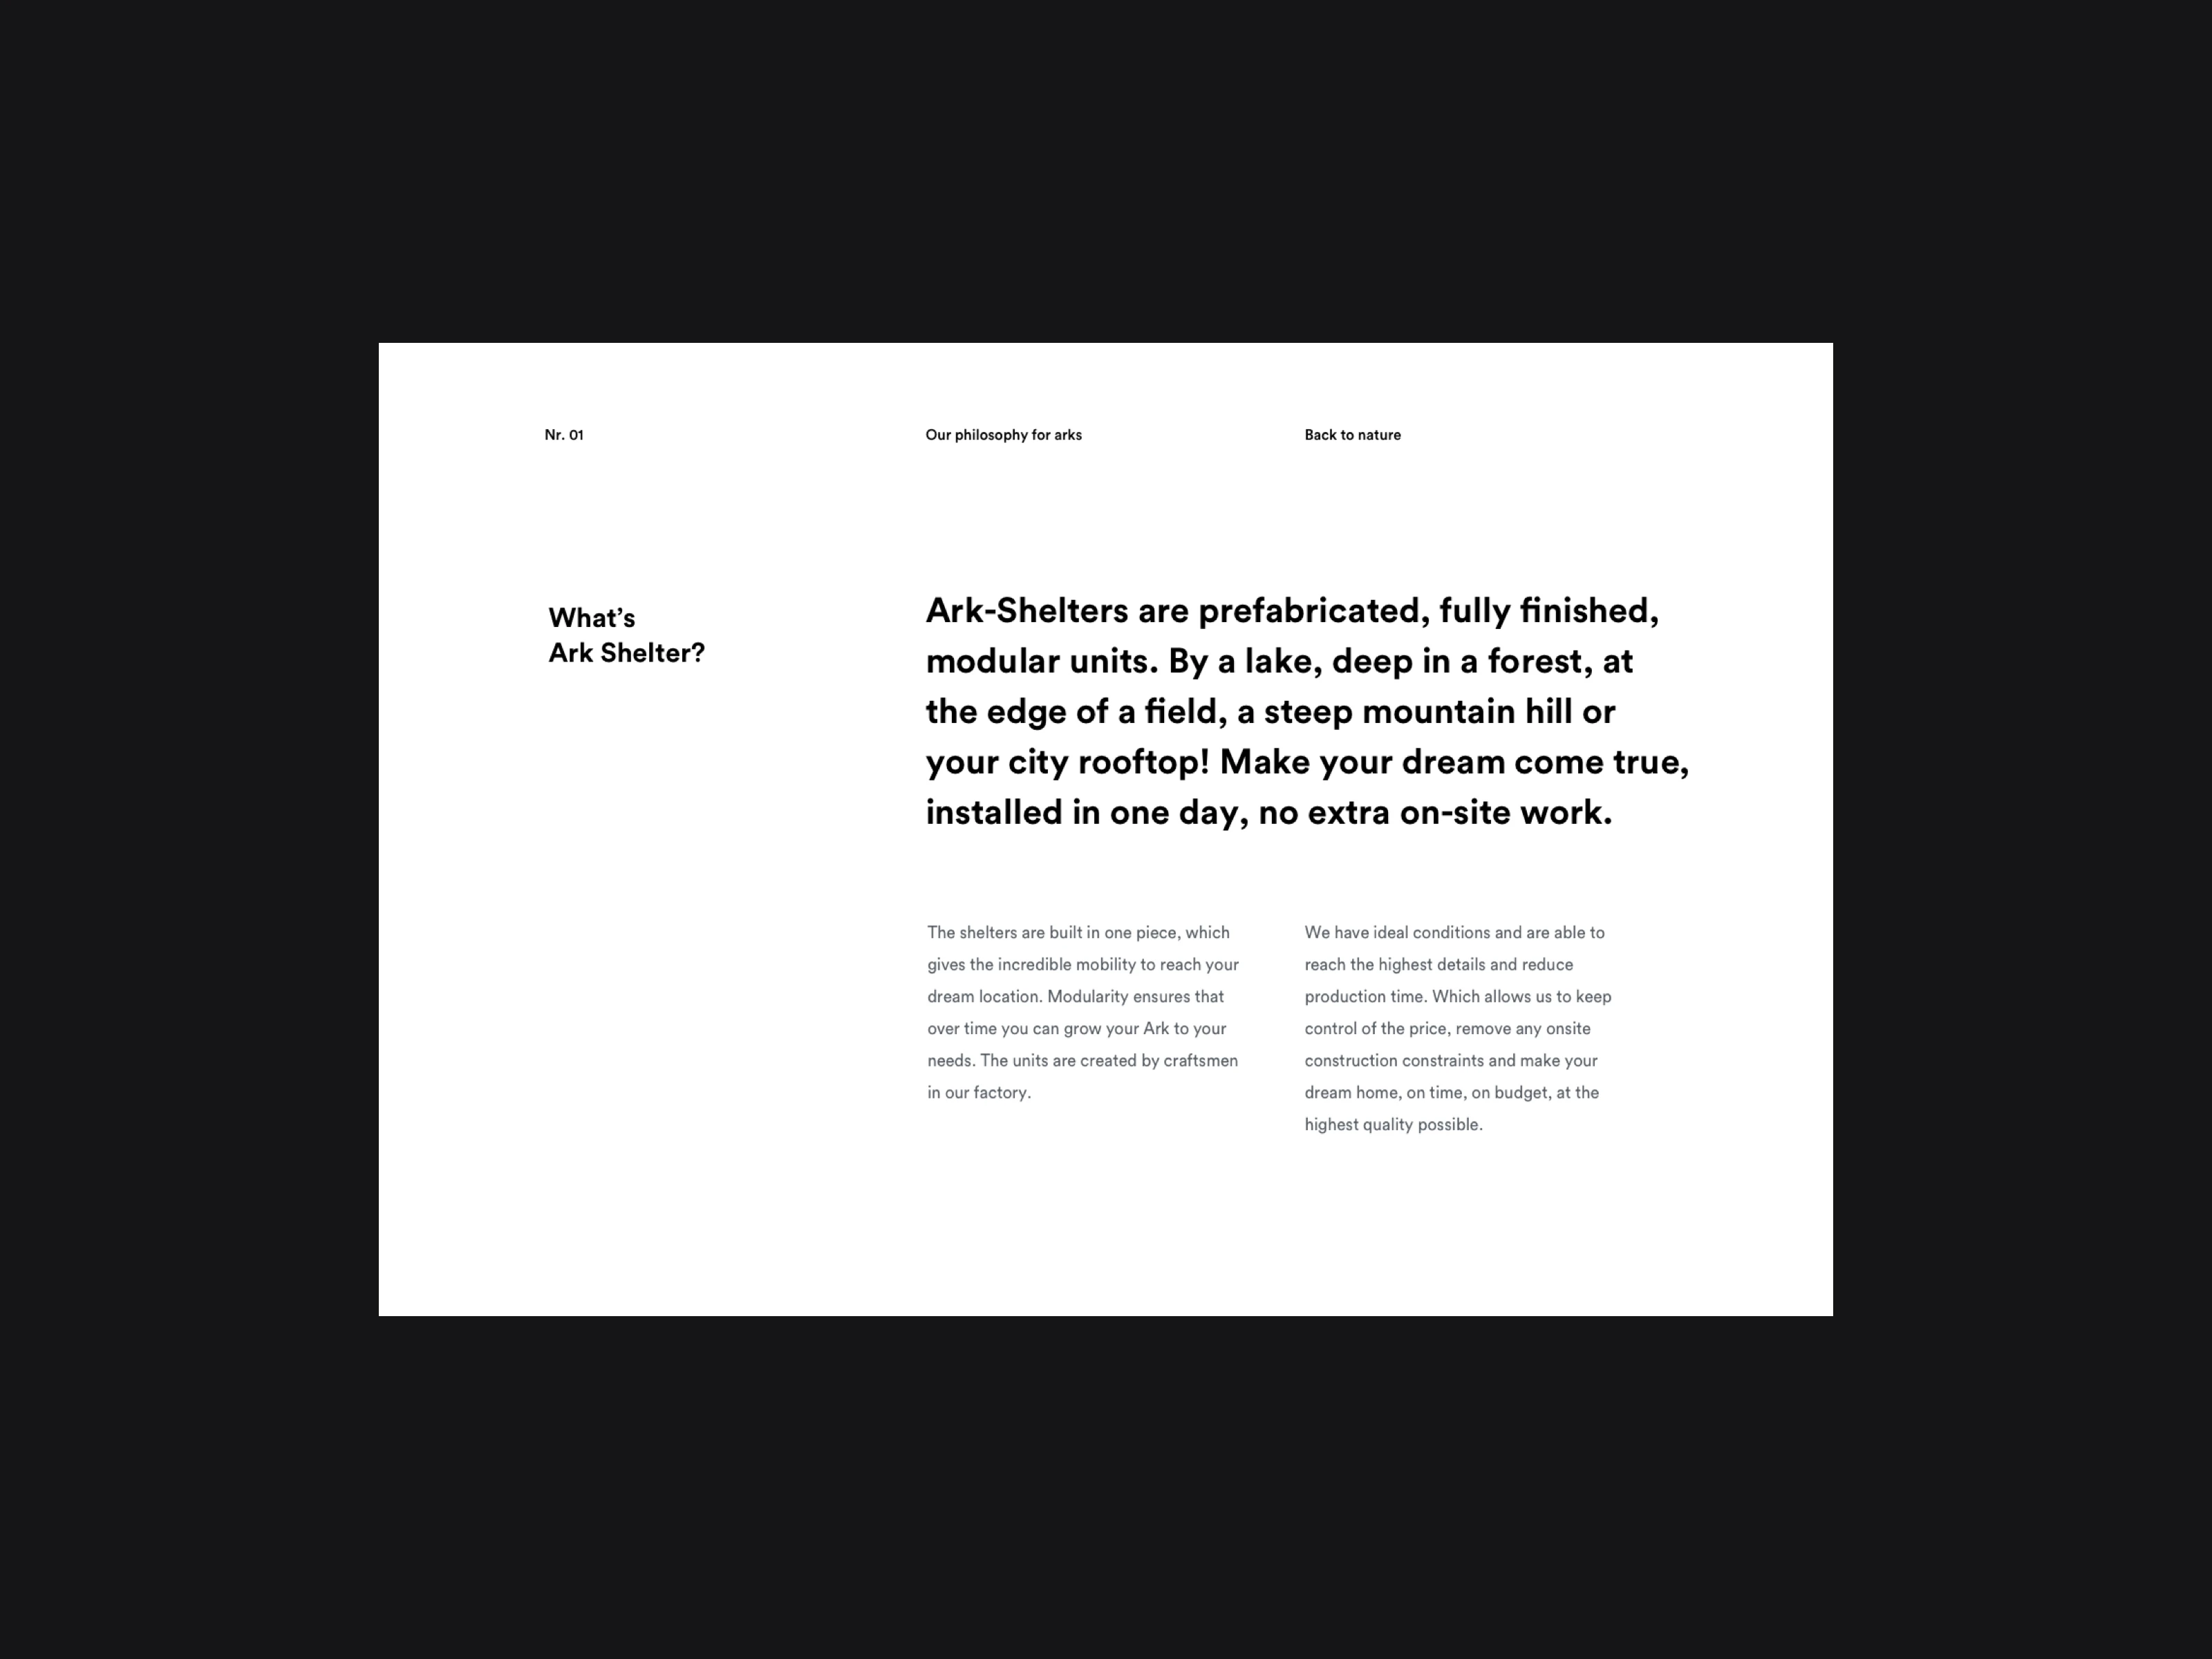 Nr. 01
Our philosophy for arks
Back to nature
What’s
Ark Shelter?
Ark-Shelters are prefabricated, fully finished,
modular units. By a lake, deep in a forest, at
the edge of a field, a steep mountain hill or
your city rooftop! Make your dream come true,
installed in one day, no extra on-site work.
The shelters are built in one piece, which
gives the incredible mobility to reach your
dream location. Modularity ensures that
over time you can grow your Ark to your
needs. The units are created by craftsmen
in our factory.
We have ideal conditions and are able to
reach the highest details and reduce
production time. Which allows us to keep
control of the price, remove any onsite
construction constraints and make your
dream home, on time, on budget, at the
highest quality possible.